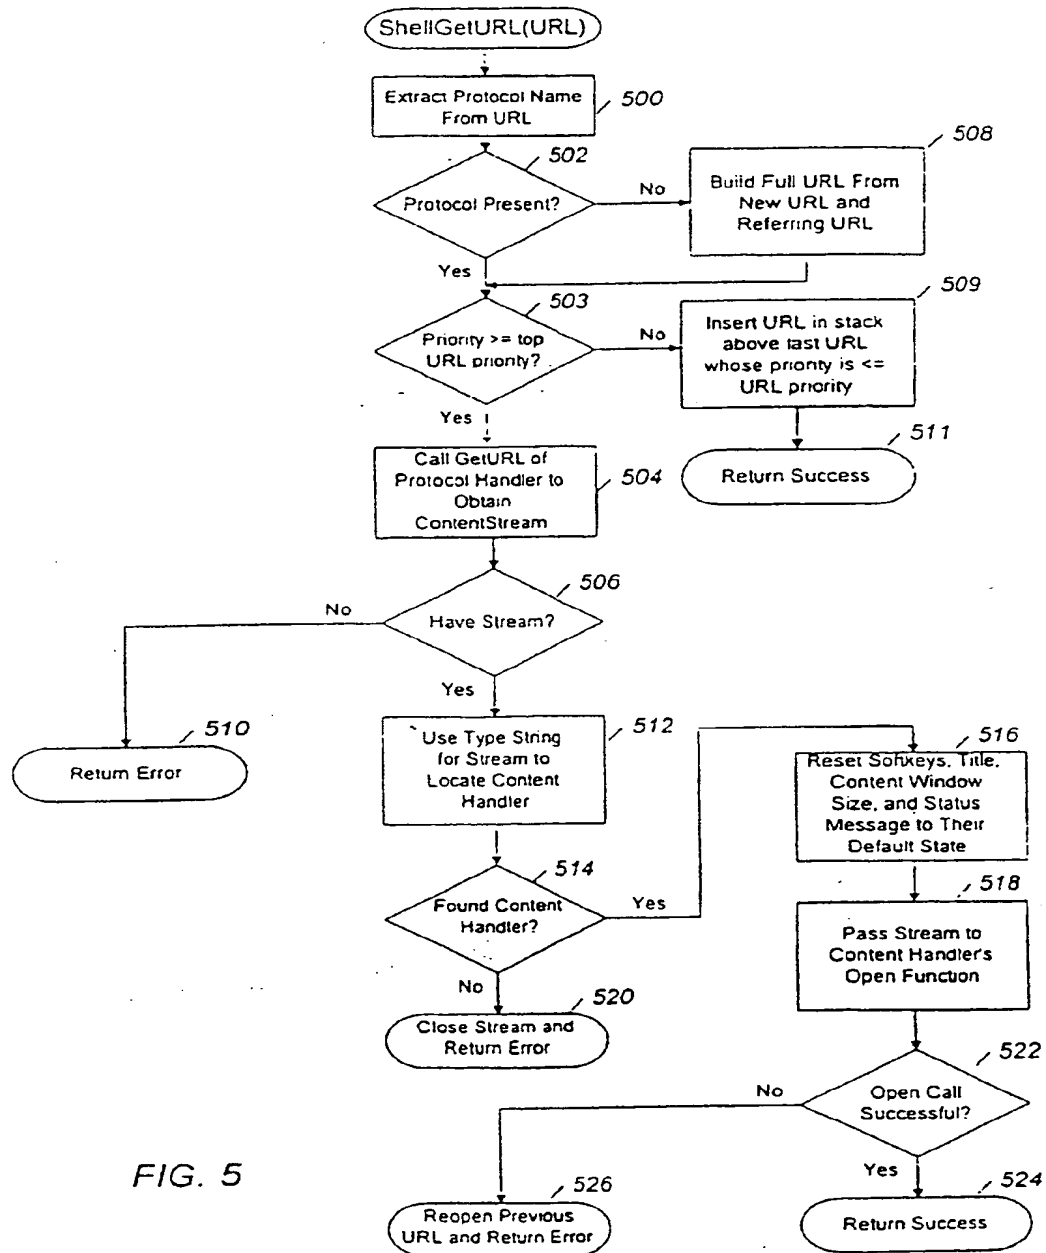 ShellGetURL(URL)
Extract Protocol Name
From URL
500
502
Protocol Present?
No
Yes
508
Build Full URL From
New URL and
Referring URL
503
Priority >= top
URL priority?
No
Yes
509
Insert URL in stack
above last URL
whose priority is <=
URL priority
511
Return Success
Call GetURL of
Protocol Handler to
Obtain
ContentStream
504
506
Have Stream?
No
Yes
510
Return Error
Use Type String
for Stream to
Locate Content
Handler
512
514
Found Content
Handler?
Yes
No
520
Close Stream and
Return Error
516
Reset Softkeys, Title,
Content Window
Size, and Status
Message to Their
Default State
518
Pass Stream to
Content Handler's
Open Function
522
Open Call
Successful?
No
Yes
526
Reopen Previous
URL and Return Error
524
Return Success
FIG. 5